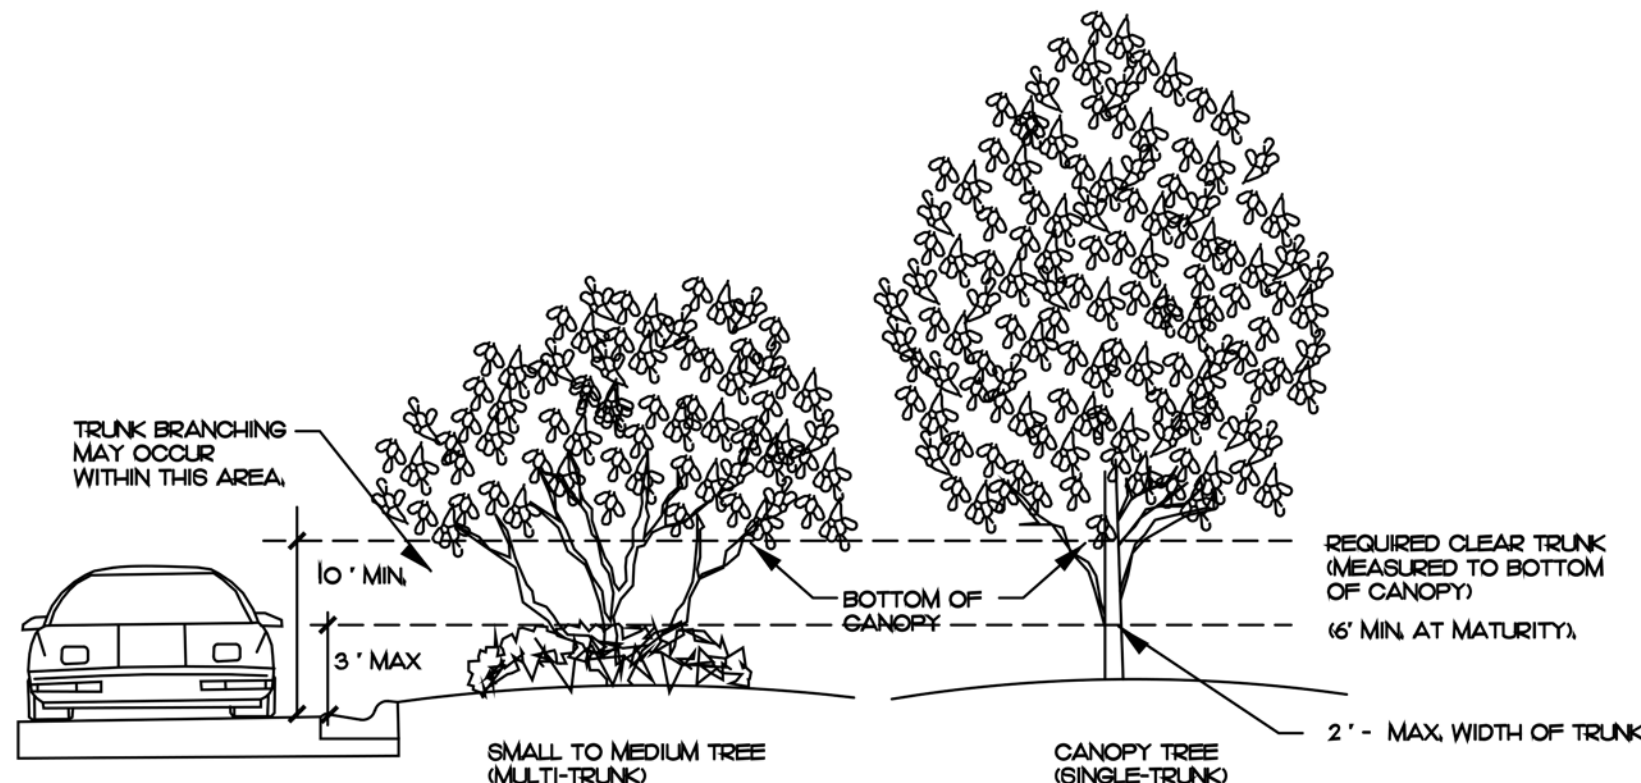 TRUNK BRANCHING
MAY OCCUR
WITHIN THIS AREA.
10' MIN.
3' MAX
BOTTOM OF
CANOPY
REQUIRED CLEAR TRUNK
(MEASURED TO BOTTOM
OF CANOPY)
(6' MIN. AT MATURITY).
2' - MAX. WIDTH OF TRUNK
SMALL TO MEDIUM TREE
(MULTI-TRUNK)
CANOPY TREE
(SINGLE-TRUNK)